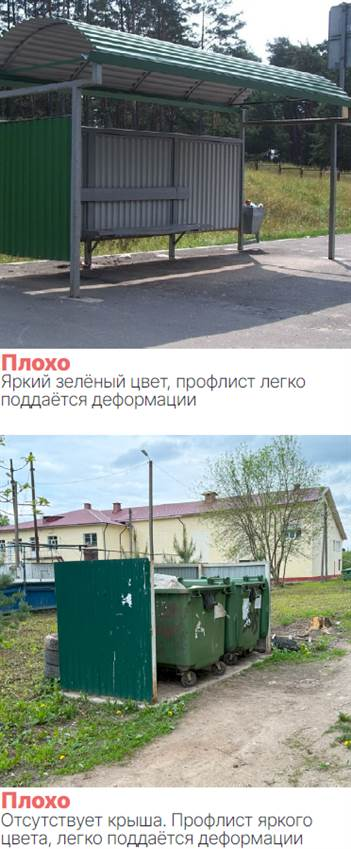 Плохо
Яркий зелёный цвет, профлист легко
поддаётся деформации
Плохо
Отсутствует крыша. Профлист яркого
цвета, легко поддаётся деформации